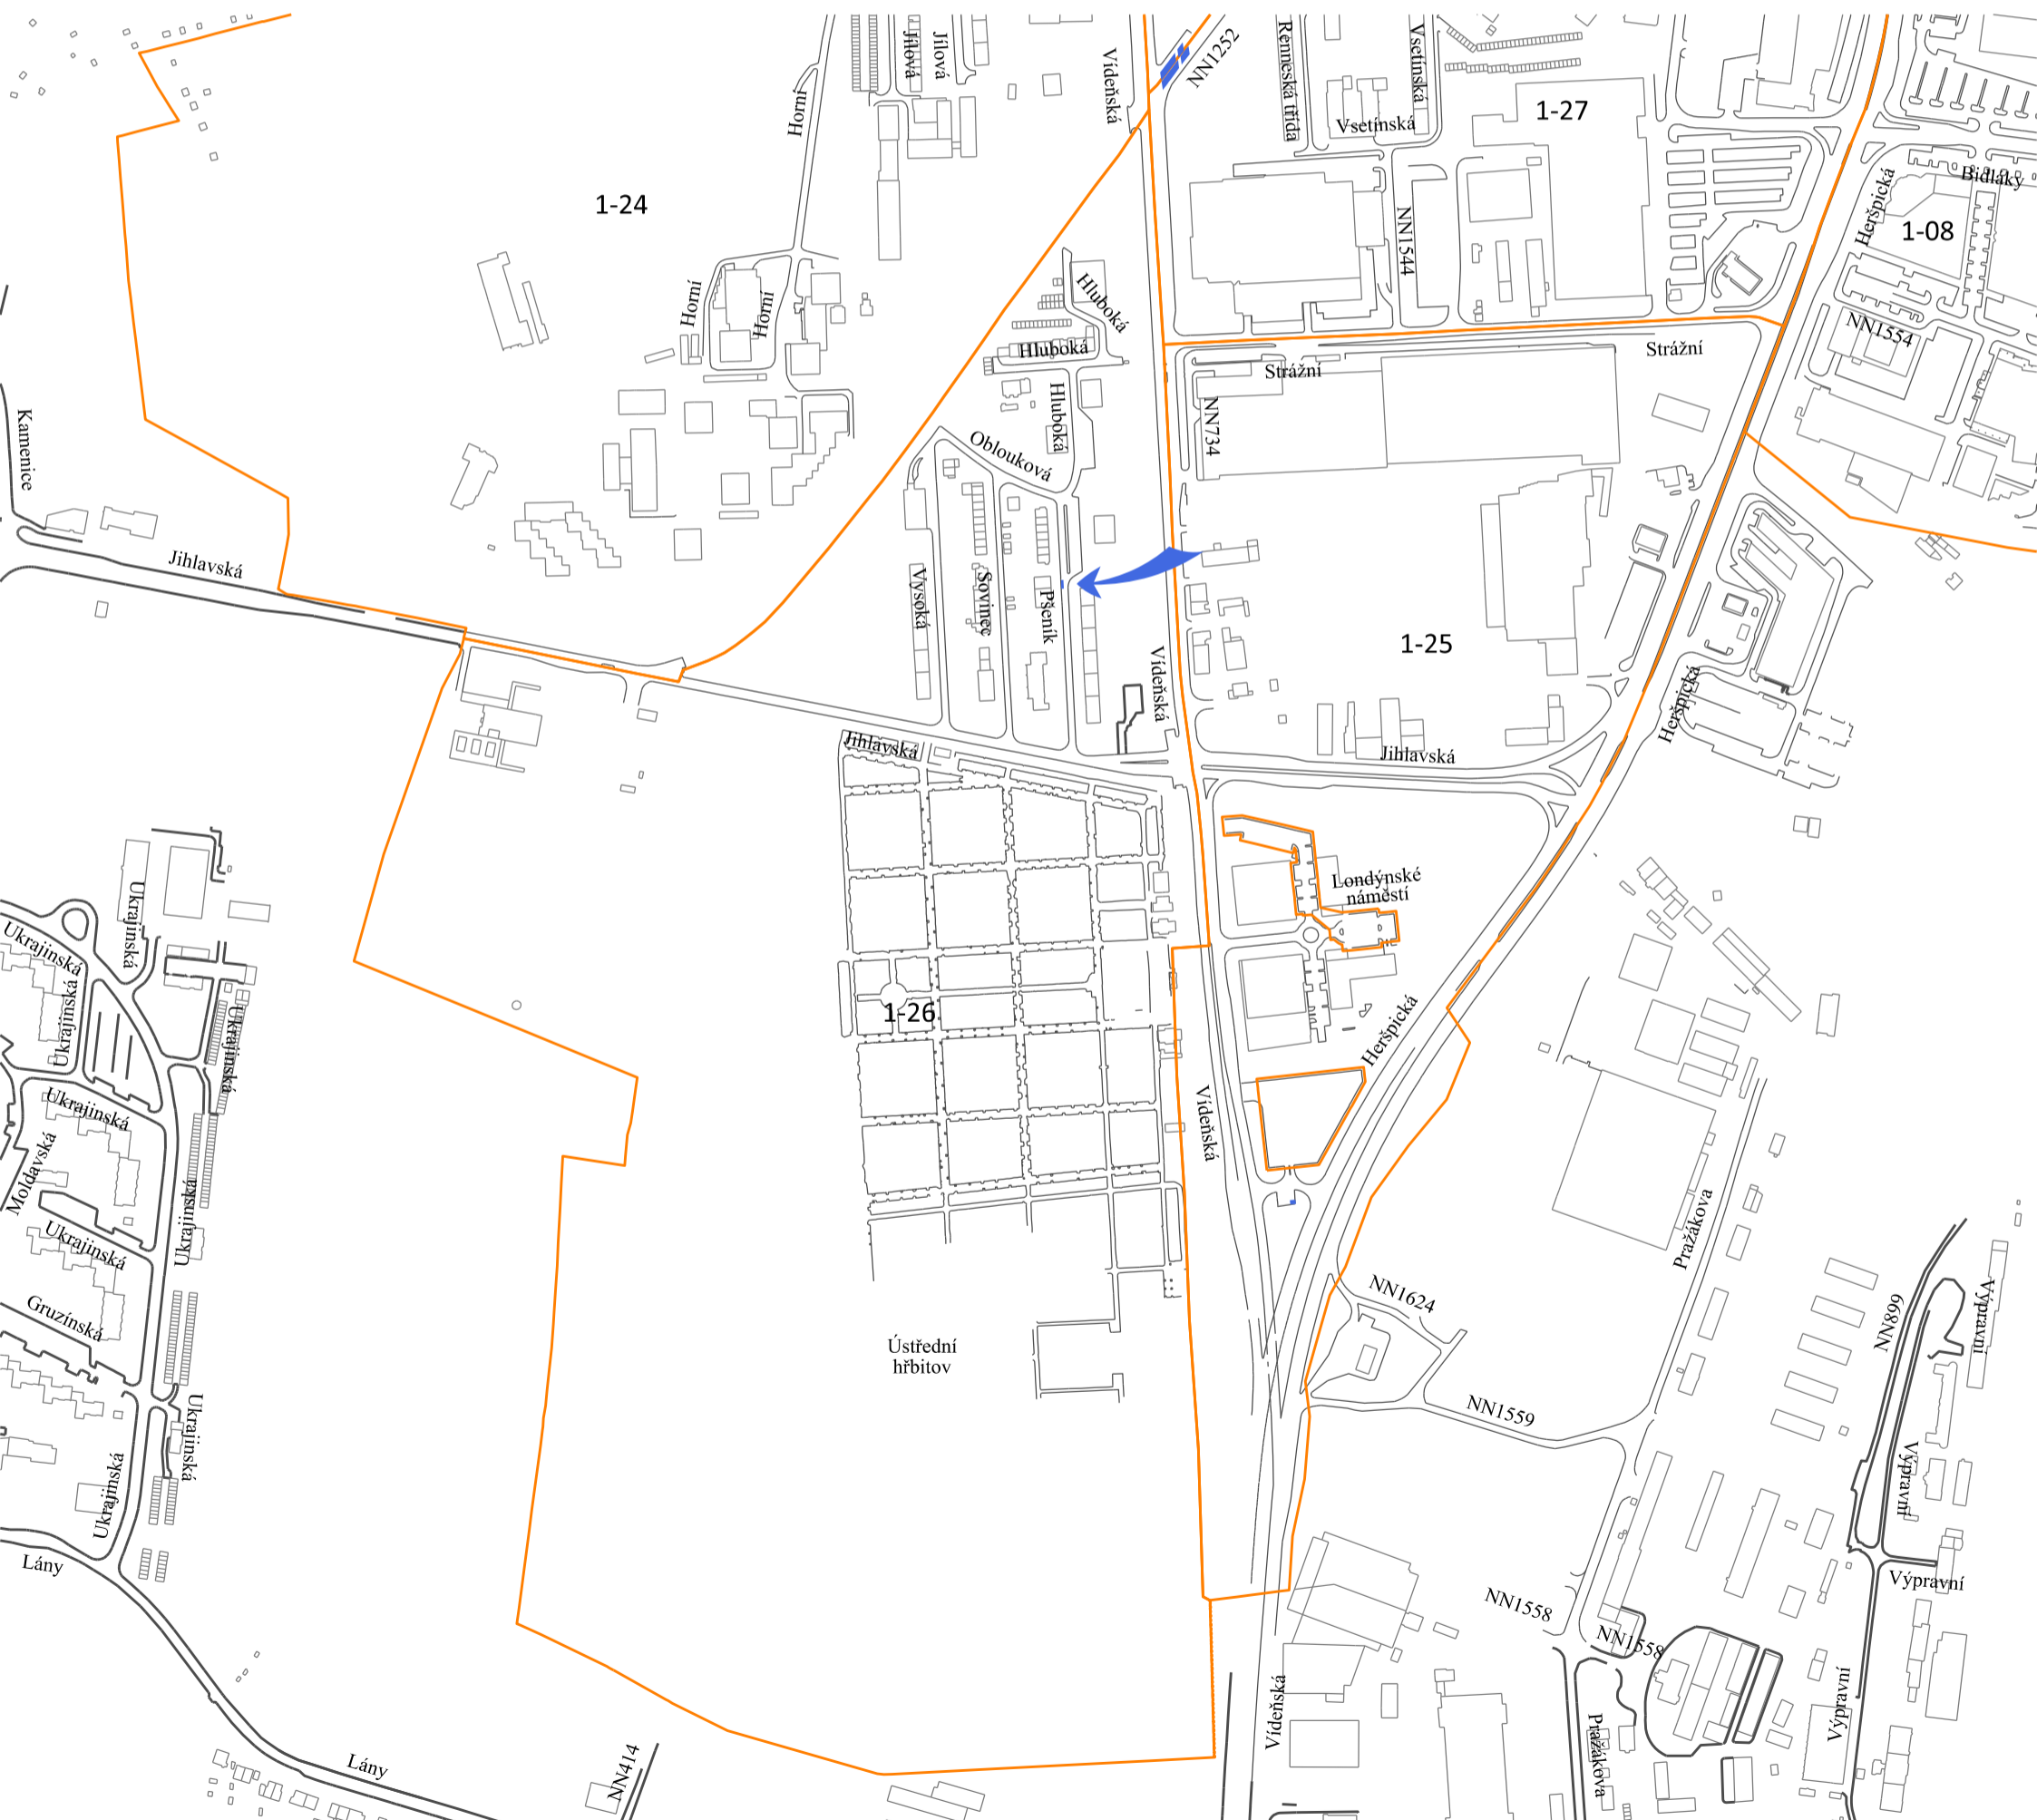 Jílová
Jílová
Vídeňská
NN1252
Renneská třída
Vsetínská
Vsetínská
1-27
Horní
1-24
Bidláky
Heršpická
1-08
NN1544
Horní
Horní
Hluboká
Hluboká
Hluboká
Strážní
Strážní
NN1554
NN734
Kamenice
Oblouková
Jihlavská
Vysoká
Sovinec
Pšeník
Vídeňská
1-25
Heršpická
Jihlavská
Jihlavská
Londýnské
náměstí
Ukrajinská
Ukrajinská
Ukrajinská
Ukrajinská
Ukrajinská
1-26
Heršpická
Vídeňská
Moldavská
Ukrajinská
Ukrajinská
Pražákova
Gruzínská
NN1624
NN899
Výpravní
Ústřední
hřbitov
NN1559
Ukrajinská
Ukrajinská
Výpravní
Lány
Výpravní
NN1558
NN1558
Vídeňská
Výpravní
Pražákova
Lány
NN414